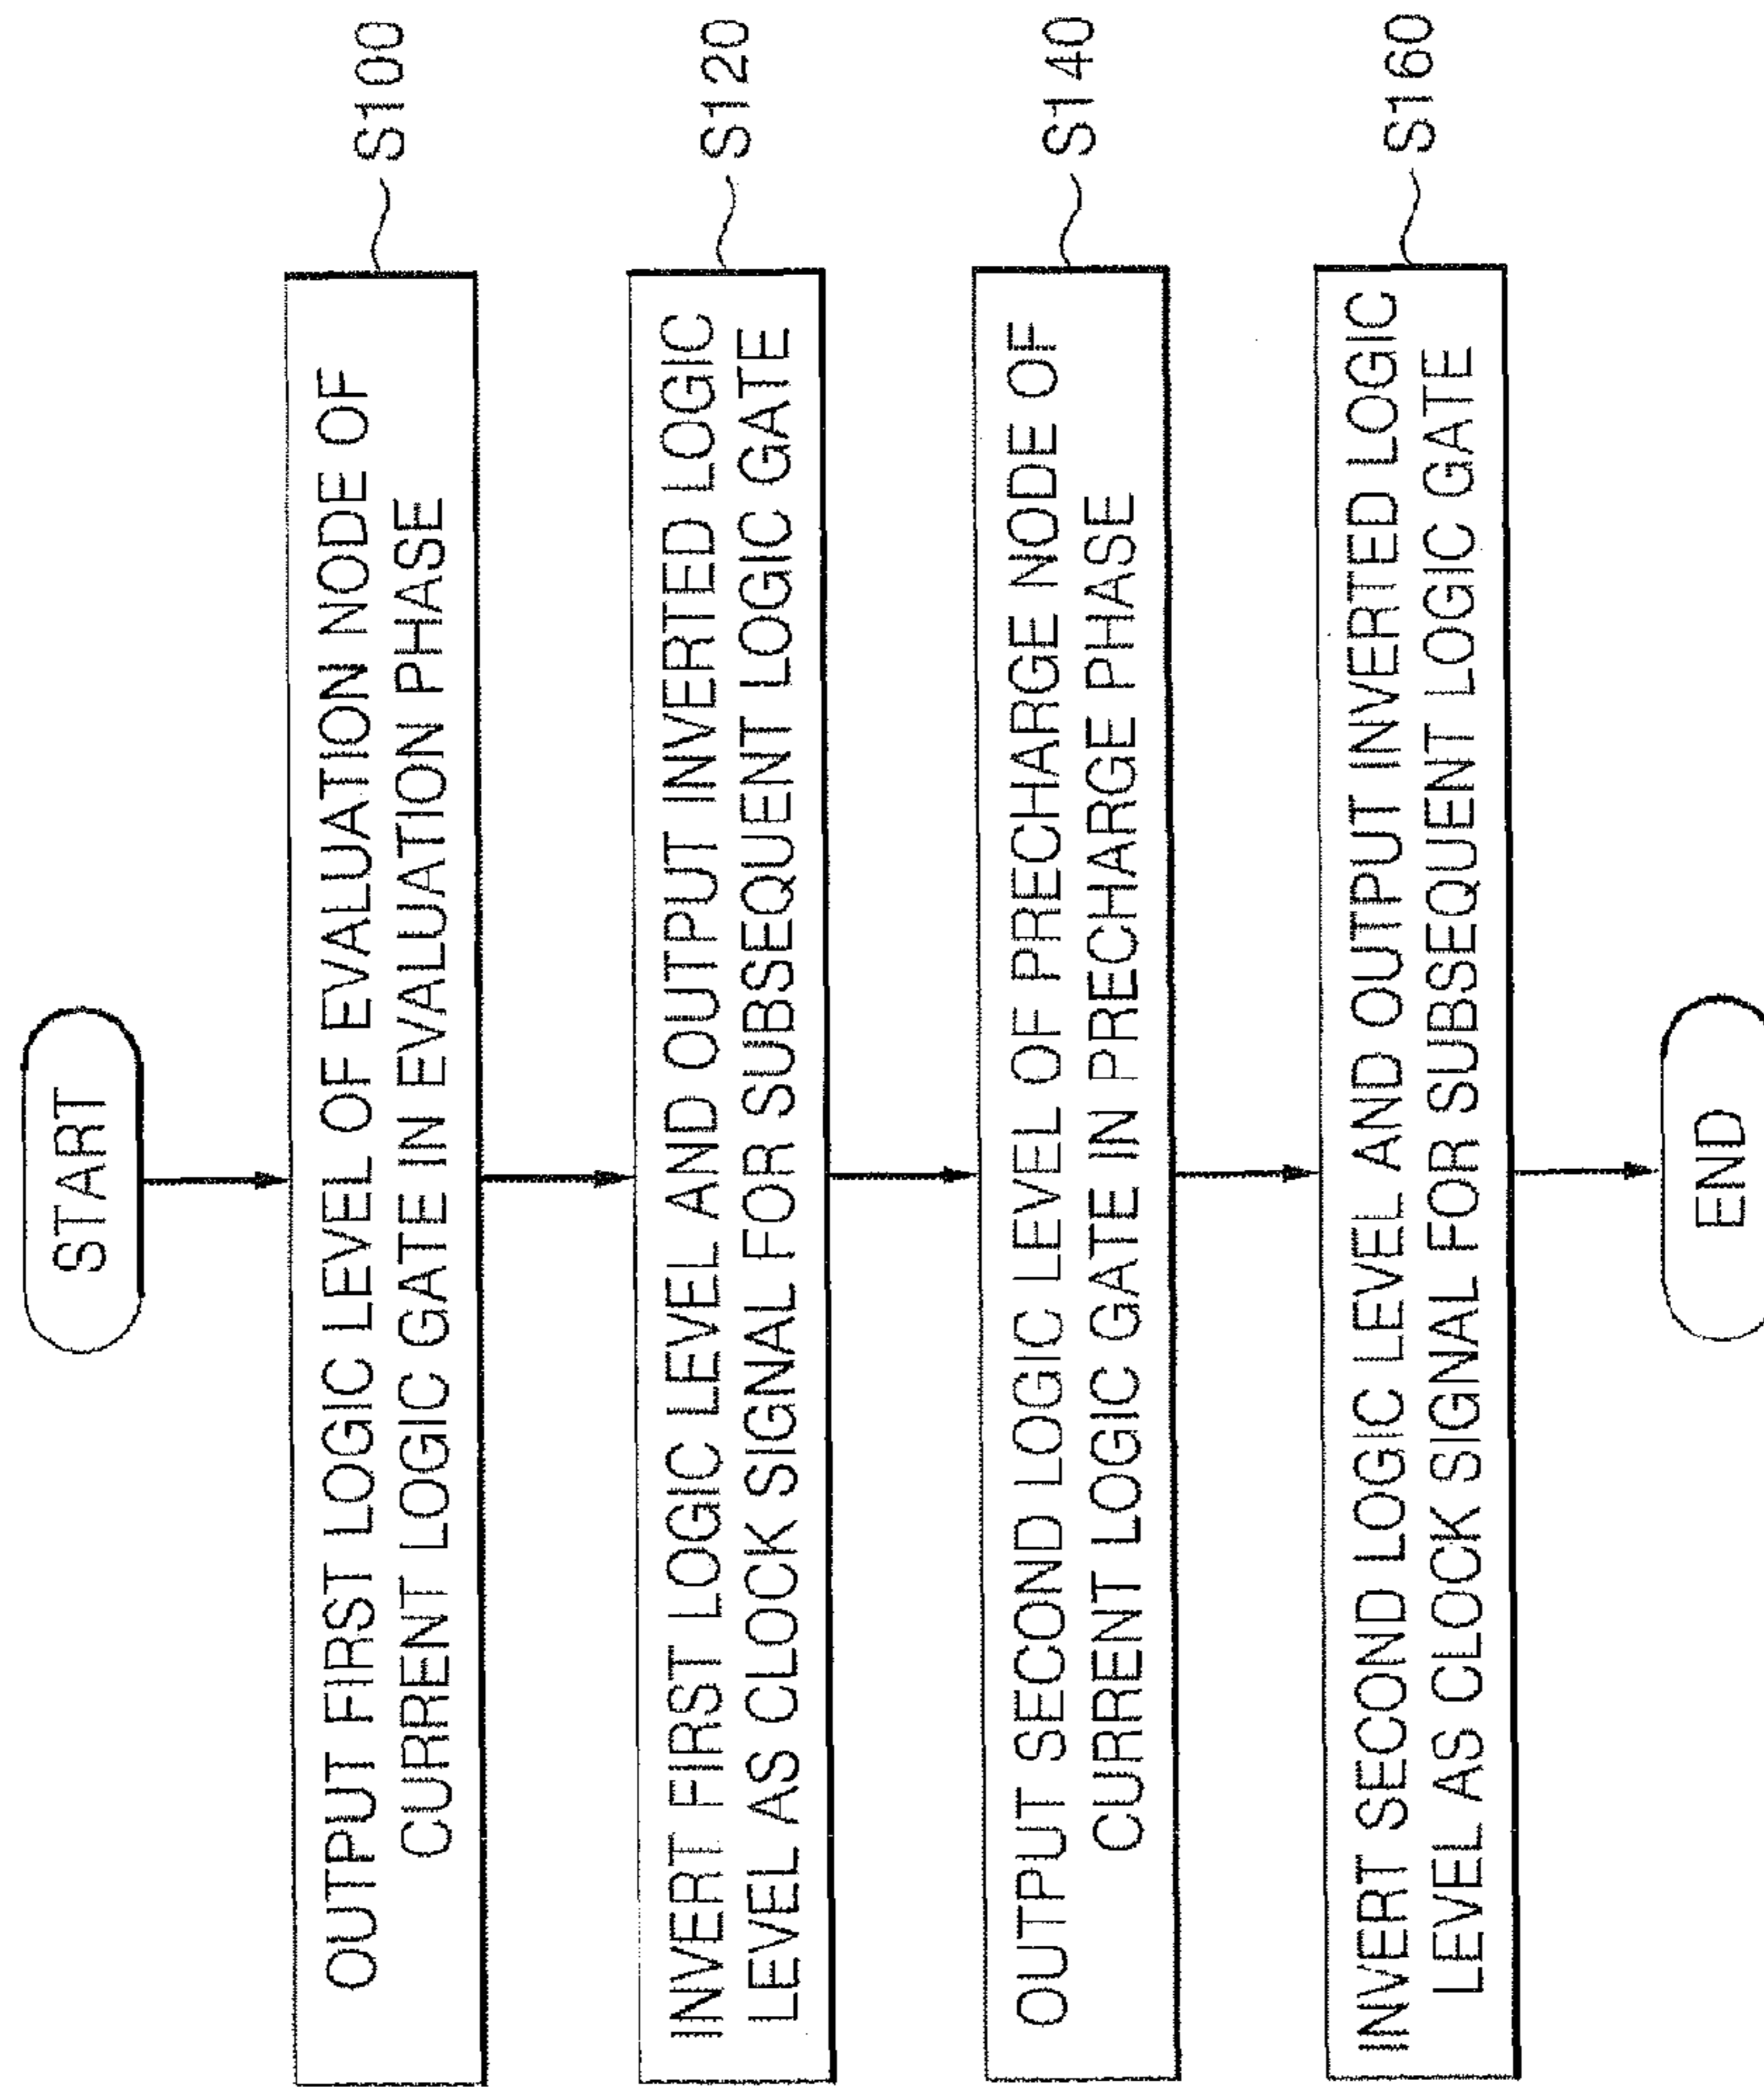 START
OUTPUT FIRST LOGIC LEVEL OF EVALUATION NODE OF
CURRENT LOGIC GATE IN EVALUATION PHASE
S100
INVERT FIRST LOGIC LEVEL AND OUTPUT INVERTED LOGIC
LEVEL AS CLOCK SIGNAL FOR SUBSEQUENT LOGIC GATE
S120
OUTPUT SECOND LOGIC LEVEL OF PRECHARGE NODE OF
CURRENT LOGIC GATE IN PRECHARGE PHASE
S140
INVERT SECOND LOGIC LEVEL AND OUTPUT INVERTED LOGIC
LEVEL AS CLOCK SIGNAL FOR SUBSEQUENT LOGIC GATE
S160
END